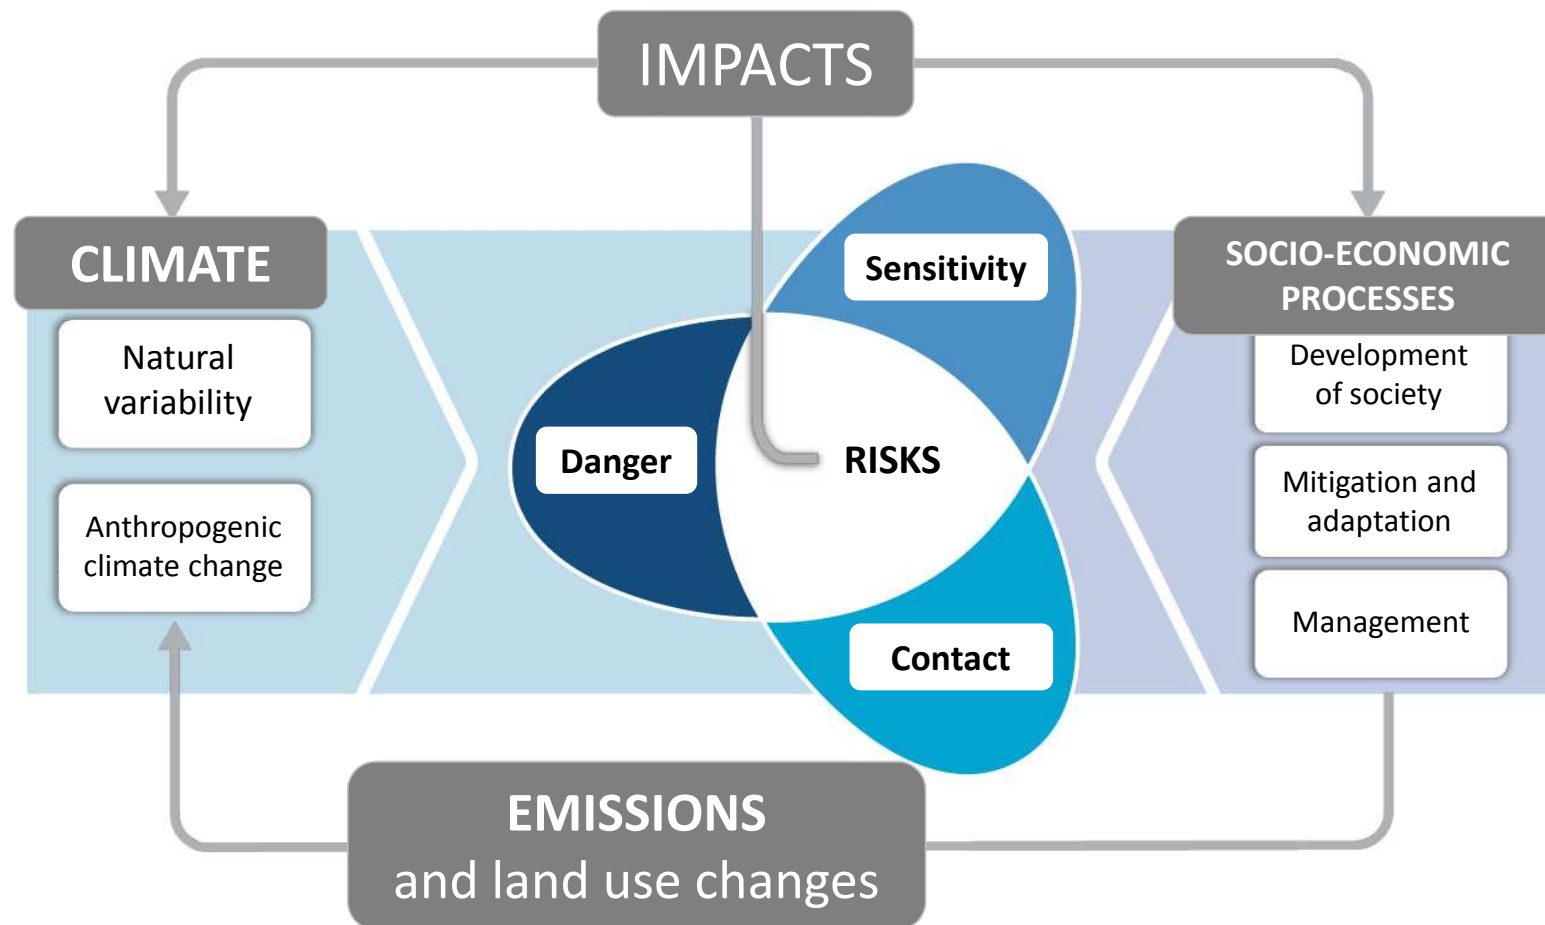 IMPACTS
CLIMATE
Natural
variability
Anthropogenic
climate change
Sensitivity
Danger
RISKS
Contact
SOCIO-ECONOMIC
PROCESSES
Development
of society
Mitigation and
adaptation
Management
EMISSIONS
and land use changes